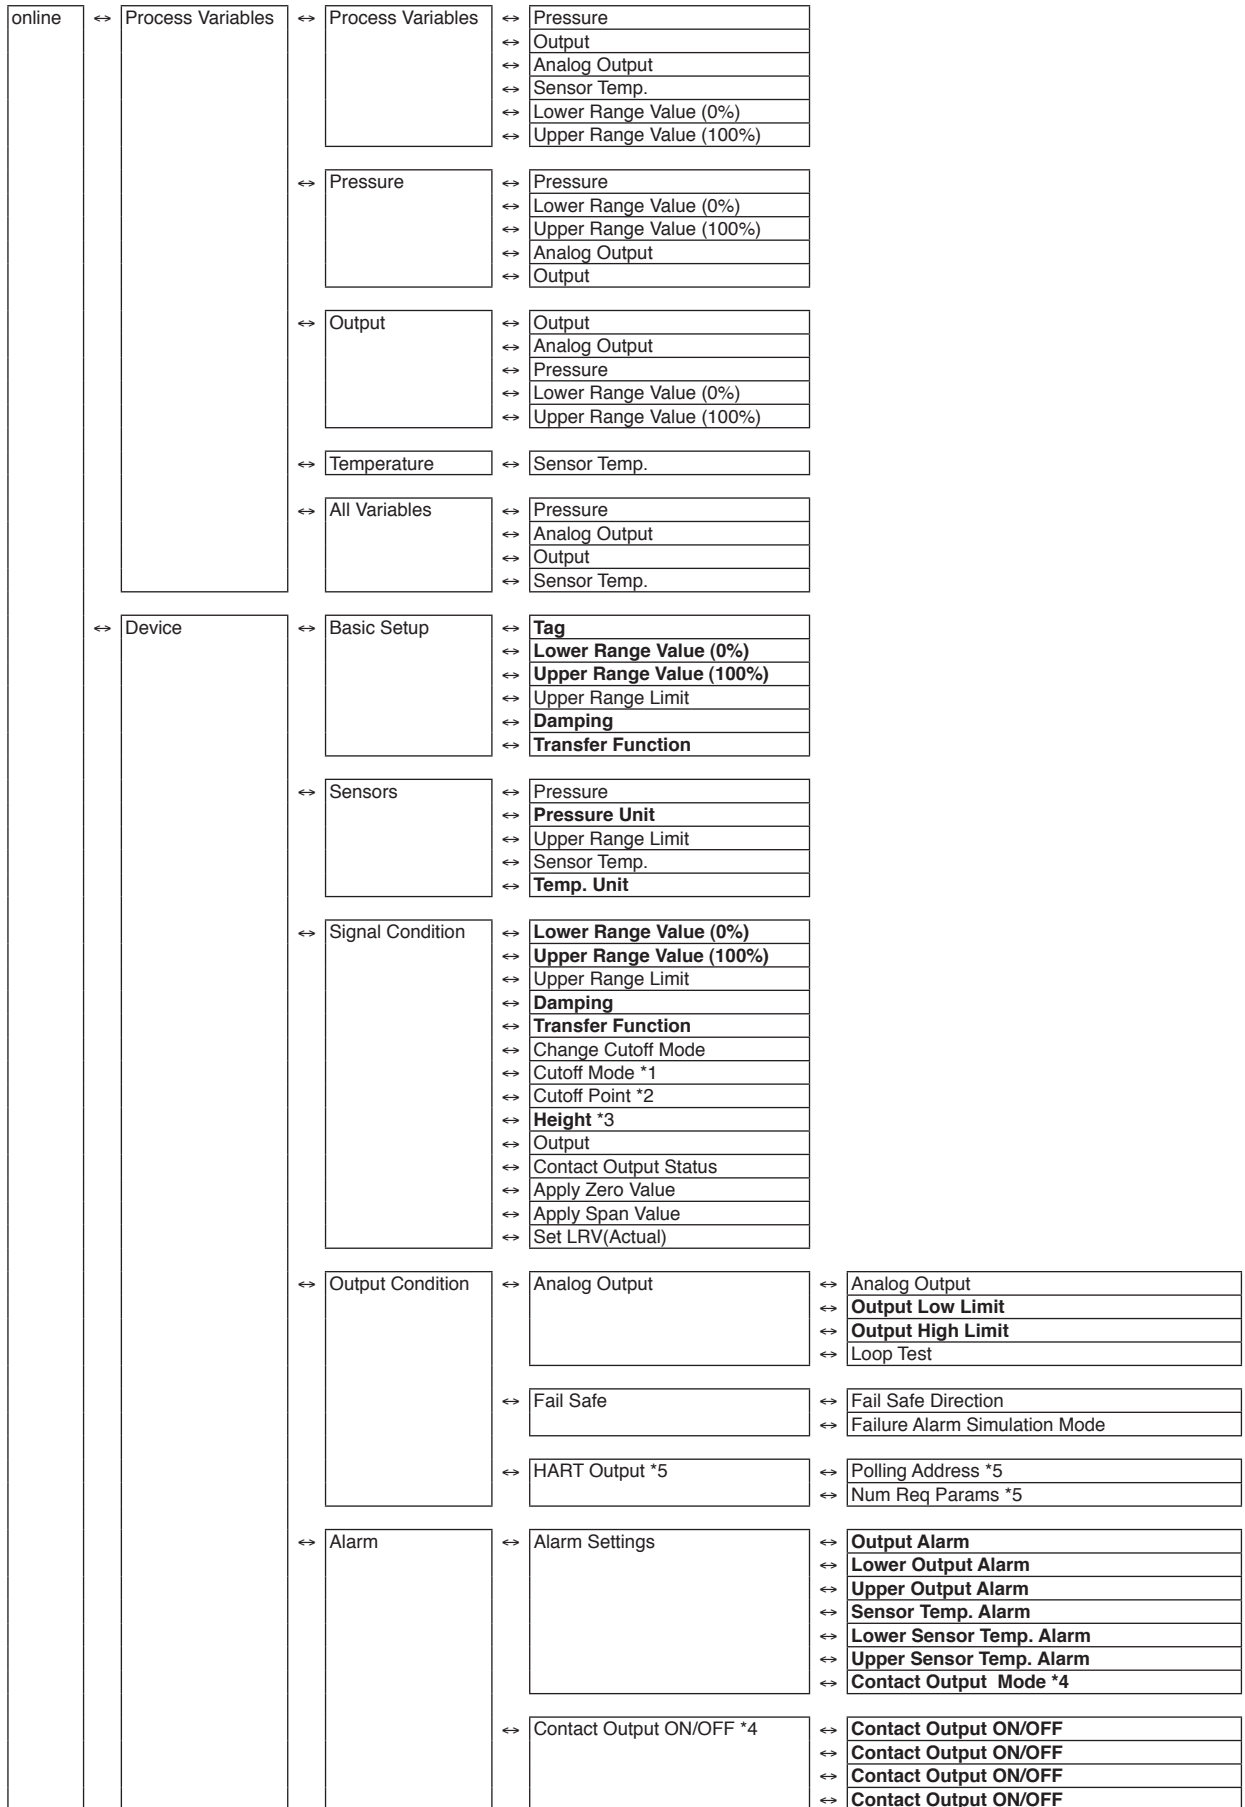 online ↔ Process Variables ↔ Process Variables ↔ Pressure
↔ Output
↔ Analog Output
↔ Sensor Temp.
↔ Lower Range Value (0%)
↔ Upper Range Value (100%)
↔ Pressure ↔ Pressure
↔ Lower Range Value (0%)
↔ Upper Range Value (100%)
↔ Analog Output
↔ Output
↔ Output ↔ Output
↔ Analog Output
↔ Pressure
↔ Lower Range Value (0%)
↔ Upper Range Value (100%)
↔ Temperature ↔ Sensor Temp.
↔ All Variables ↔ Pressure
↔ Analog Output
↔ Output
↔ Sensor Temp.
↔ Device ↔ Basic Setup ↔ Tag
↔ Lower Range Value (0%)
↔ Upper Range Value (100%)
↔ Upper Range Limit
↔ Damping
↔ Transfer Function
↔ Sensors ↔ Pressure
↔ Pressure Unit
↔ Upper Range Limit
↔ Sensor Temp.
↔ Temp. Unit
↔ Signal Condition ↔ Lower Range Value (0%)
↔ Upper Range Value (100%)
↔ Upper Range Limit
↔ Damping
↔ Transfer Function
↔ Change Cutoff Mode
↔ Cutoff Mode *1
↔ Cutoff Point *2
↔ Height *3
↔ Output
↔ Contact Output Status
↔ Apply Zero Value
↔ Apply Span Value
↔ Set LRV(Actual)
↔ Output Condition ↔ Analog Output ↔ Analog Output
↔ Output Low Limit
↔ Output High Limit
↔ Loop Test
↔ Fail Safe ↔ Fail Safe Direction
↔ Failure Alarm Simulation Mode
↔ HART Output *5 ↔ Polling Address *5
↔ Num Req Params *5
↔ Alarm ↔ Alarm Settings ↔ Output Alarm
↔ Lower Output Alarm
↔ Upper Output Alarm
↔ Sensor Temp. Alarm
↔ Lower Sensor Temp. Alarm
↔ Upper Sensor Temp. Alarm
↔ Contact Output Mode *4
↔ Contact Output ON/OFF *4 ↔ Contact Output ON/OFF
↔ Contact Output ON/OFF
↔ Contact Output ON/OFF
↔ Contact Output ON/OFF